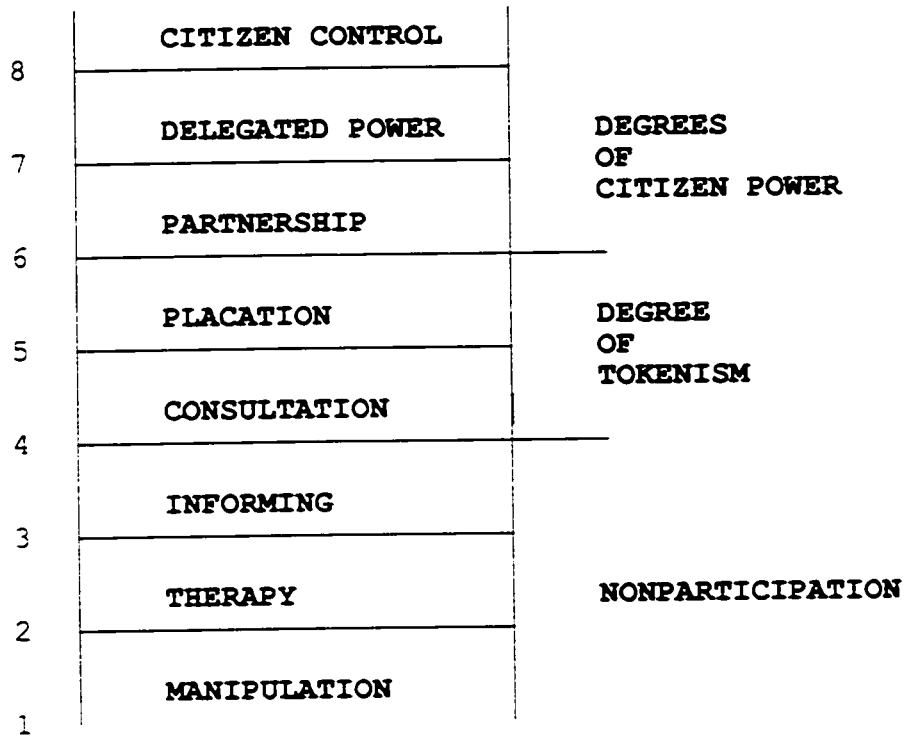 CITIZEN CONTROL
8
DELEGATED POWER
7
PARTNERSHIP
6
PLACATION
5
CONSULTATION
4
INFORMING
3
THERAPY
2
MANIPULATION
1
DEGREES
OF
CITIZEN POWER
DEGREE
OF
TOKENISM
NONPARTICIPATION